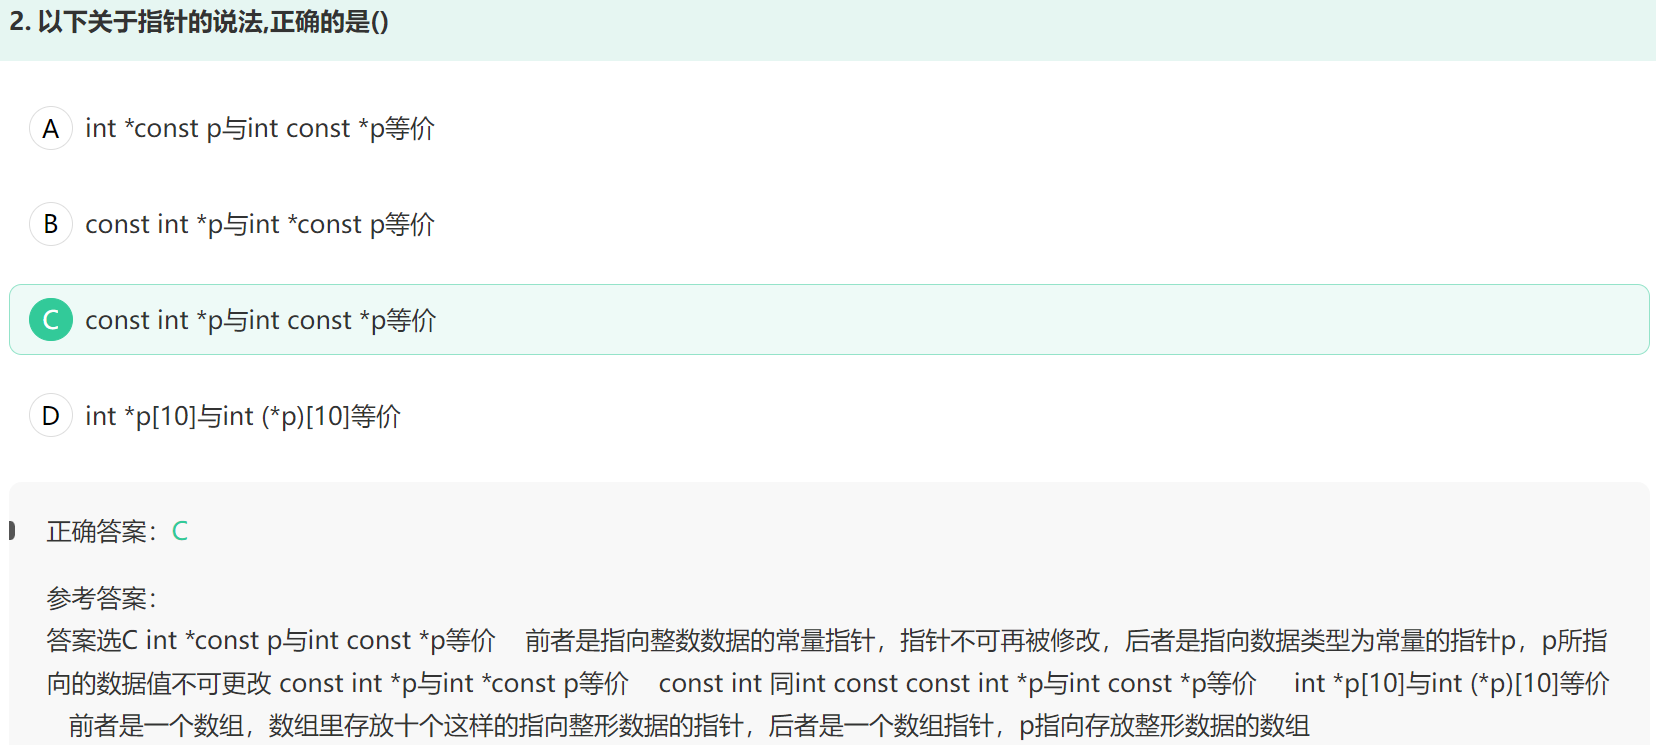 2. 以下关于指针的说法,正确的是()
A int *const p与int const *p等价
B const int *p与int *const p等价
C const int *p与int const *p等价
D int *p[10]与int (*p)[10]等价
正确答案：C
参考答案：
答案选C int *const p与int const *p等价 前者是指向整数数据的常量指针，指针不可再被修改，后者是指向数据类型为常量的指针p，p所指
向的数据值不可更改 const int *p与int *const p等价 const int 同int const const int *p与int const *p等价 int *p[10]与int (*p)[10]等价
前者是一个数组，数组里存放十个这样的指向整形数据的指针，后者是一个数组指针，p指向存放整形数据的数组